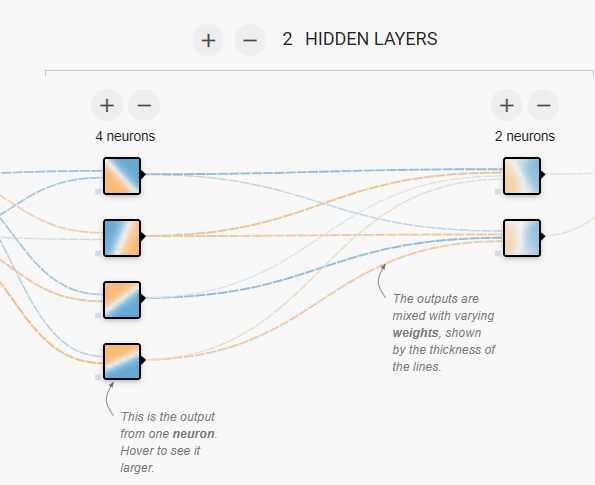 2 HIDDEN LAYERS
4 neurons
2 neurons
The outputs are
mixed with varying
weights, shown
by the thickness of
the lines.
This is the output
from one neuron.
Hover to see it
larger.